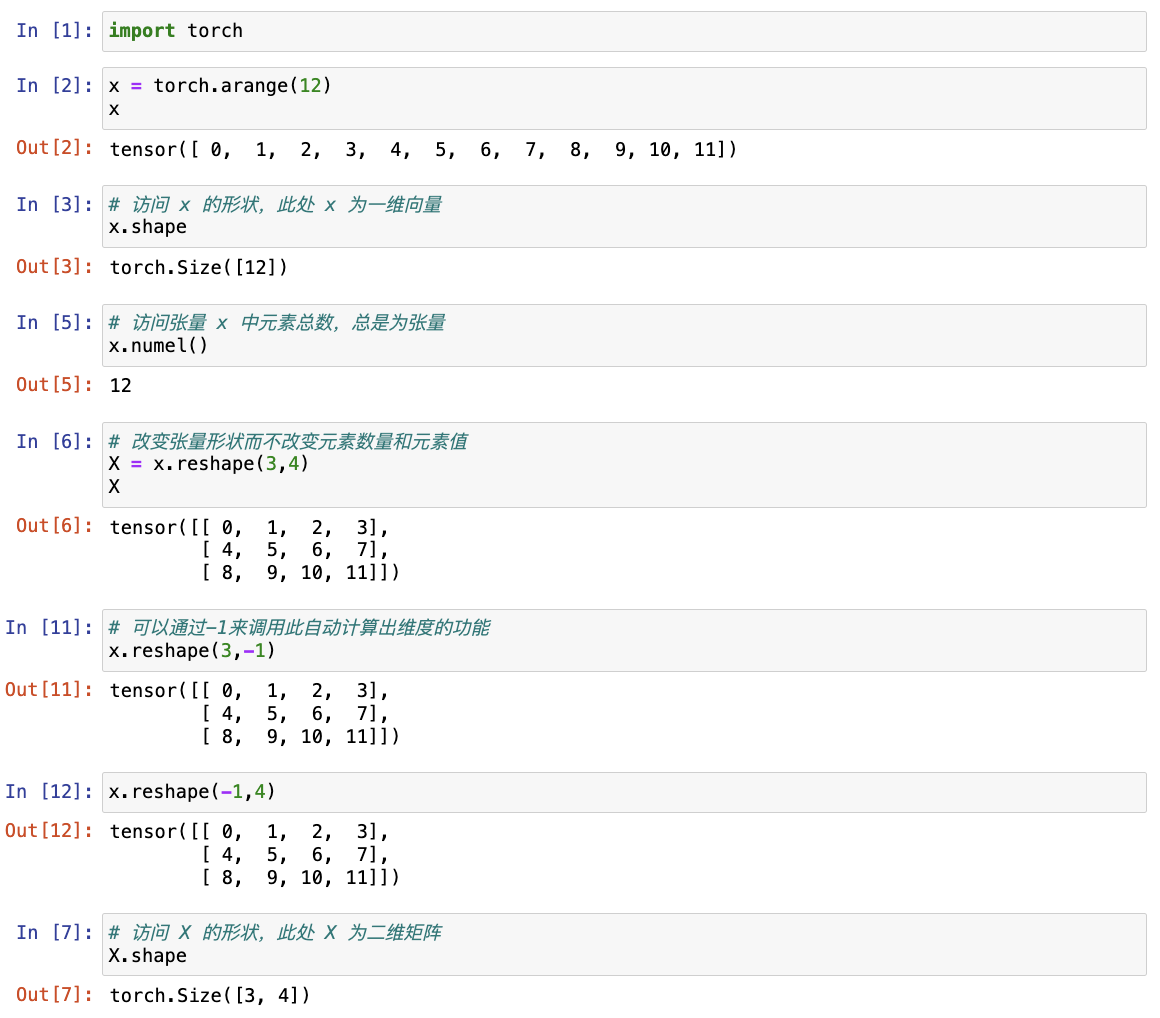 In [1]: import torch
In [2]: x = torch.arange(12)
x
Out[2]: tensor([ 0,  1,  2,  3,  4,  5,  6,  7,  8,  9, 10, 11])
In [3]: # 访问 x 的形状，此处 x 为一维向量
x.shape
Out[3]: torch.Size([12])
In [5]: # 访问张量 x 中元素总数，总是为张量
x.numel()
Out[5]: 12
In [6]: # 改变张量形状而不改变元素数量和元素值
X = x.reshape(3,4)
X
Out[6]: tensor([[ 0,  1,  2,  3],
[ 4,  5,  6,  7],
[ 8,  9, 10, 11]])
In [11]: # 可以通过-1来调用此自动计算出维度的功能
x.reshape(3,-1)
Out[11]: tensor([[ 0,  1,  2,  3],
[ 4,  5,  6,  7],
[ 8,  9, 10, 11]])
In [12]: x.reshape(-1,4)
Out[12]: tensor([[ 0,  1,  2,  3],
[ 4,  5,  6,  7],
[ 8,  9, 10, 11]])
In [7]: # 访问 X 的形状，此处 X 为二维矩阵
X.shape
Out[7]: torch.Size([3, 4])